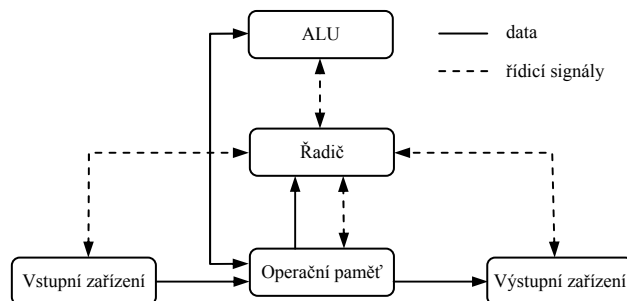 ALU
data
řídicí signály
Řadič
Vstupní zařízení
Operační paměť
Výstupní zařízení